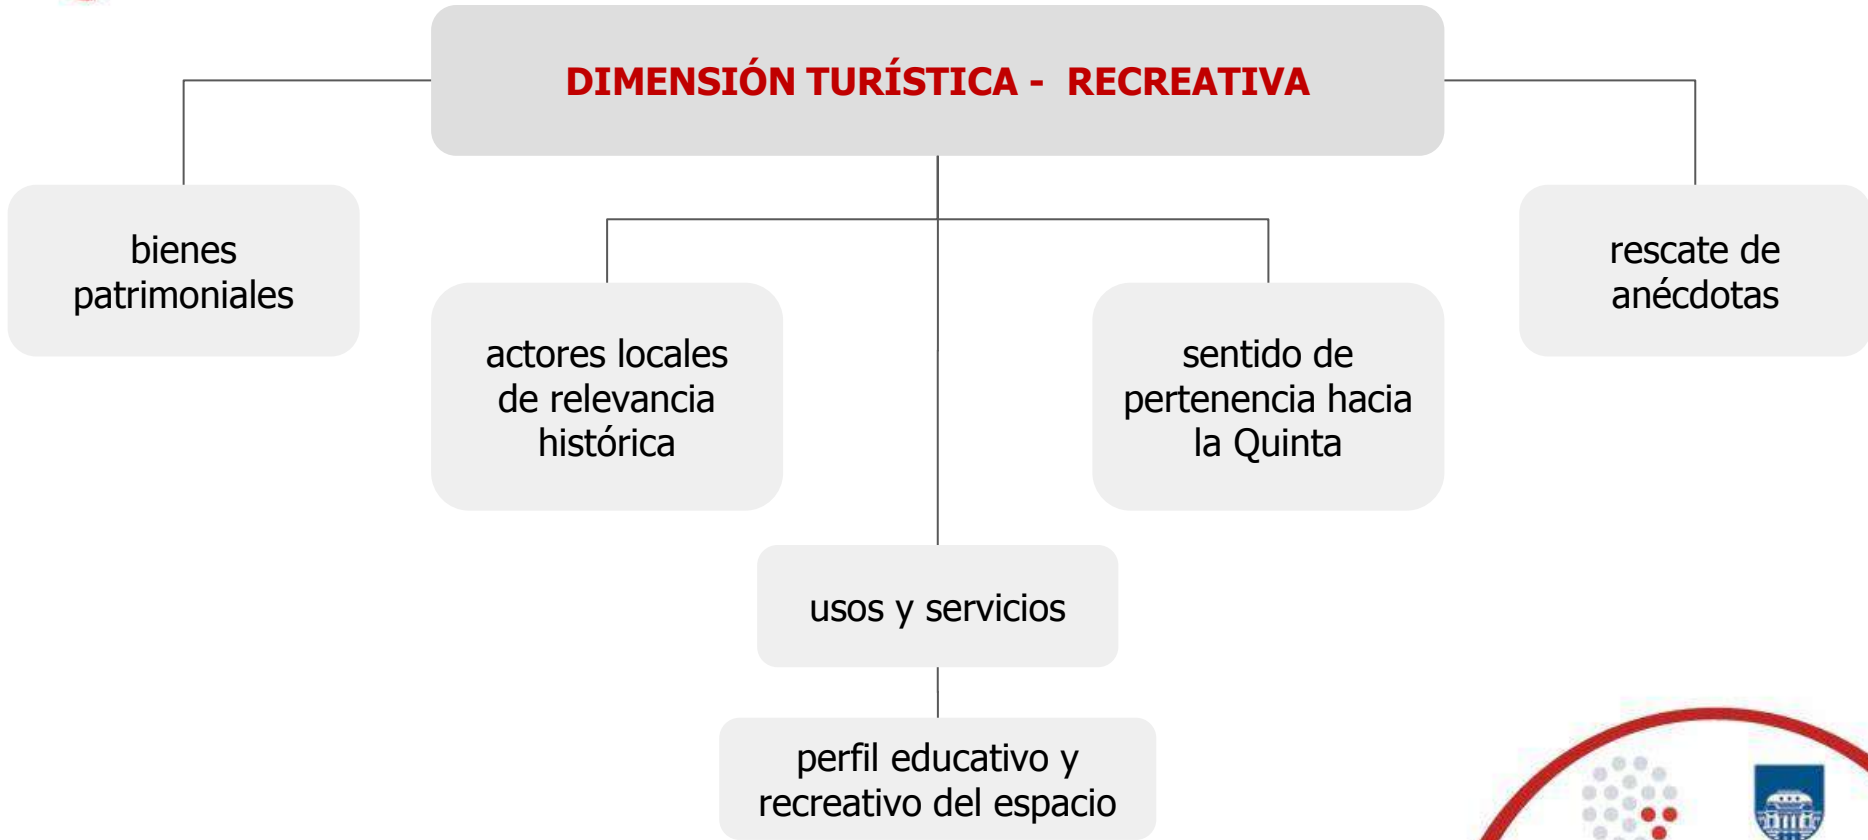 DIMENSIÓN TURÍSTICA - RECREATIVA
bienes
patrimoniales
actores locales
de relevancia
histórica
sentido de
pertenencia hacia
la Quinta
rescate de
anécdotas
usos y servicios
perfil educativo y
recreativo del espacio